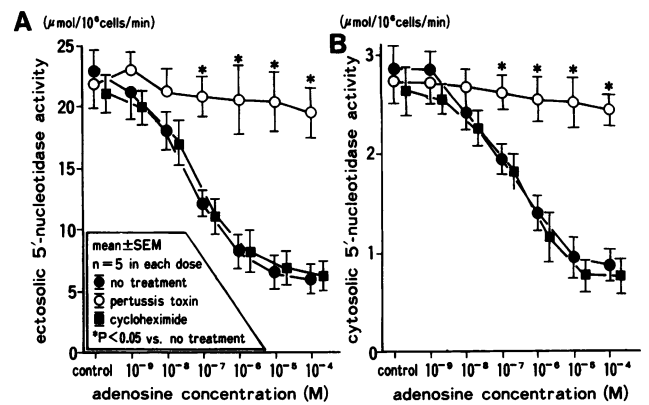 A (μmol/10⁶cells/min)
ectosolic 5′-nucleotidase activity
25
20
15
10
5
0
* * * *
mean±SEM
n=5 in each dose
● no treatment
○ pertussis toxin
■ cycloheximide
*P<0.05 vs. no treatment
control 10⁻⁹ 10⁻⁸ 10⁻⁷ 10⁻⁶ 10⁻⁵ 10⁻⁴
adenosine concentration (M)
B (μmol/10⁶cells/min)
cytosolic 5′-nucleotidase activity
3
2
1
0
* * * *
control 10⁻⁹ 10⁻⁸ 10⁻⁷ 10⁻⁶ 10⁻⁵ 10⁻⁴
adenosine concentration (M)